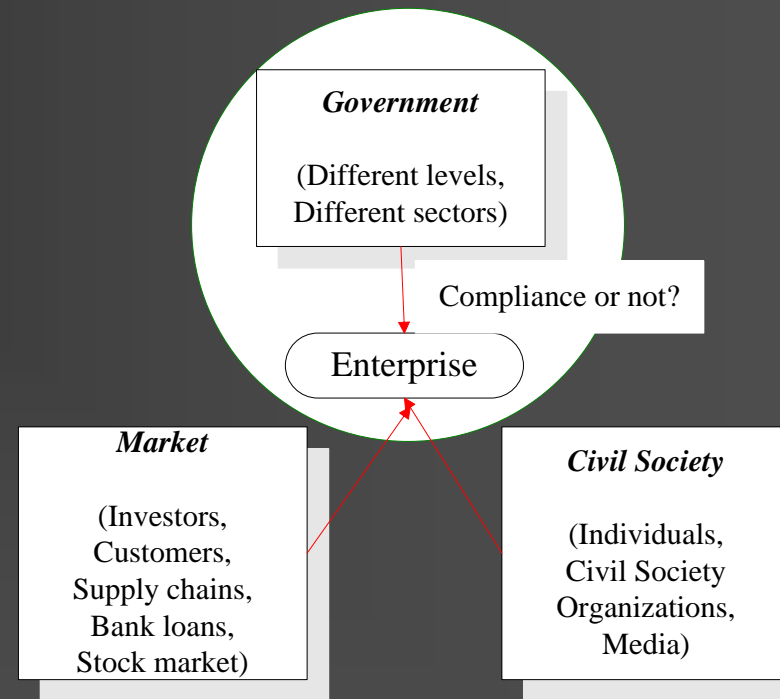 Government
(Different levels,
Different sectors)
Compliance or not?
Enterprise
Market
(Investors,
Customers,
Supply chains,
Bank loans,
Stock market)
Civil Society
(Individuals,
Civil Society
Organizations,
Media)